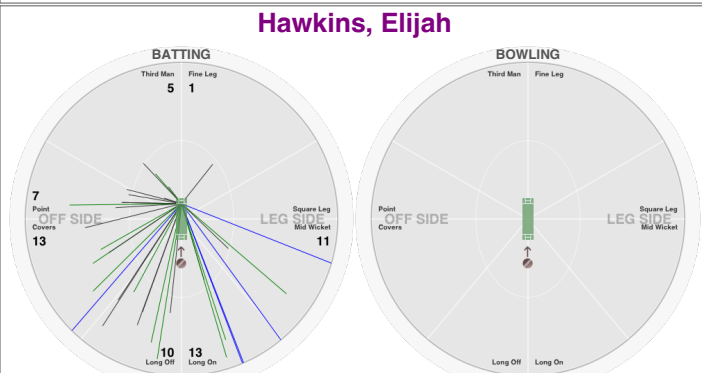 Hawkins, Elijah
BATTING
Third Man Fine Leg
5 1
7
Point
OFF SIDE
Covers
13
Square Leg
LEG SIDE
Mid Wicket
11
10 13
Long Off Long On
BOWLING
Third Man Fine Leg
Point
OFF SIDE
Covers
Square Leg
LEG SIDE
Mid Wicket
Long Off Long On